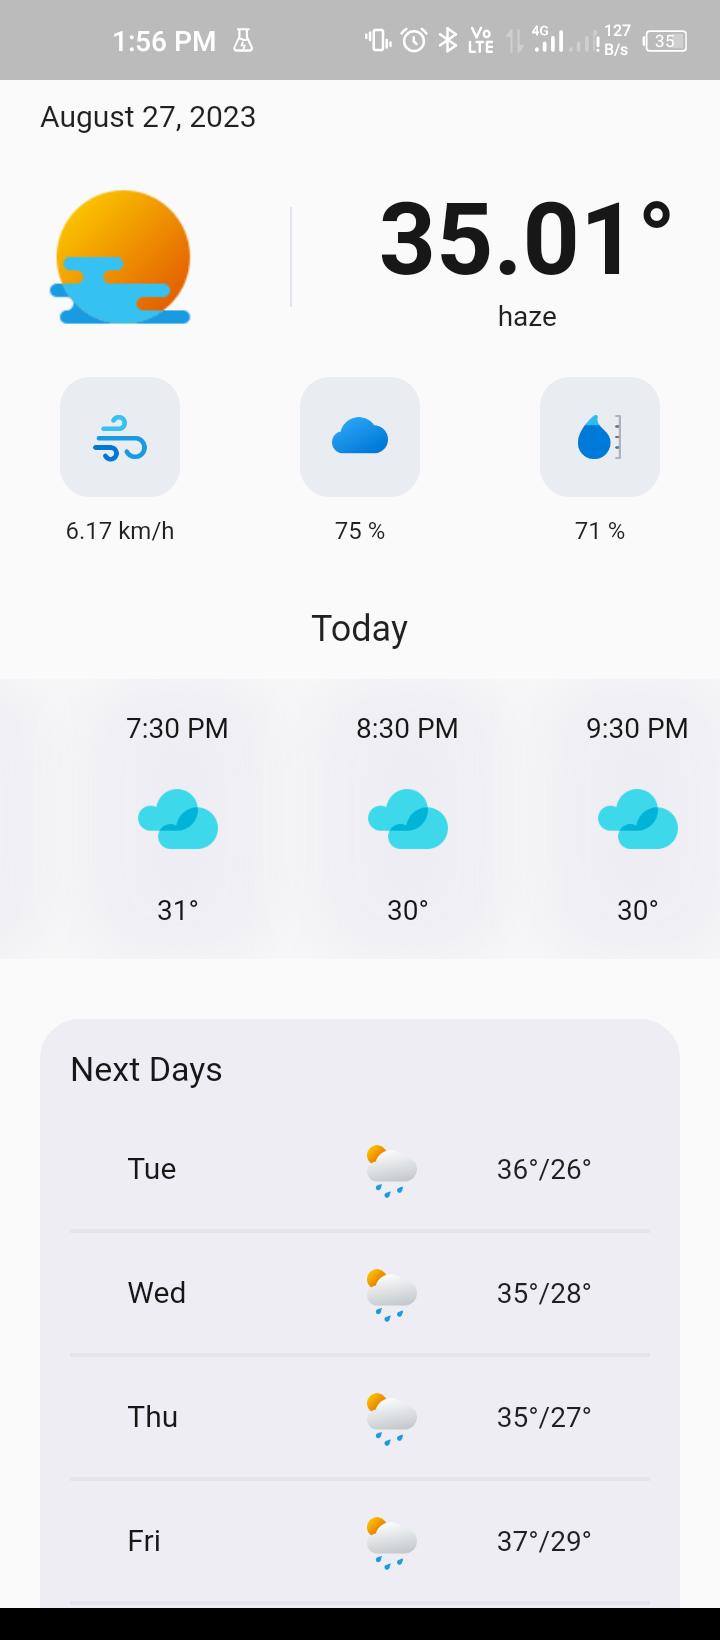 1:56 PM
Vo LTE 4G 127 B/s 35
August 27, 2023
35.01°
haze
6.17 km/h 75 % 71 %
Today
7:30 PM 8:30 PM 9:30 PM
31° 30° 30°
Next Days
Tue 36°/26°
Wed 35°/28°
Thu 35°/27°
Fri 37°/29°